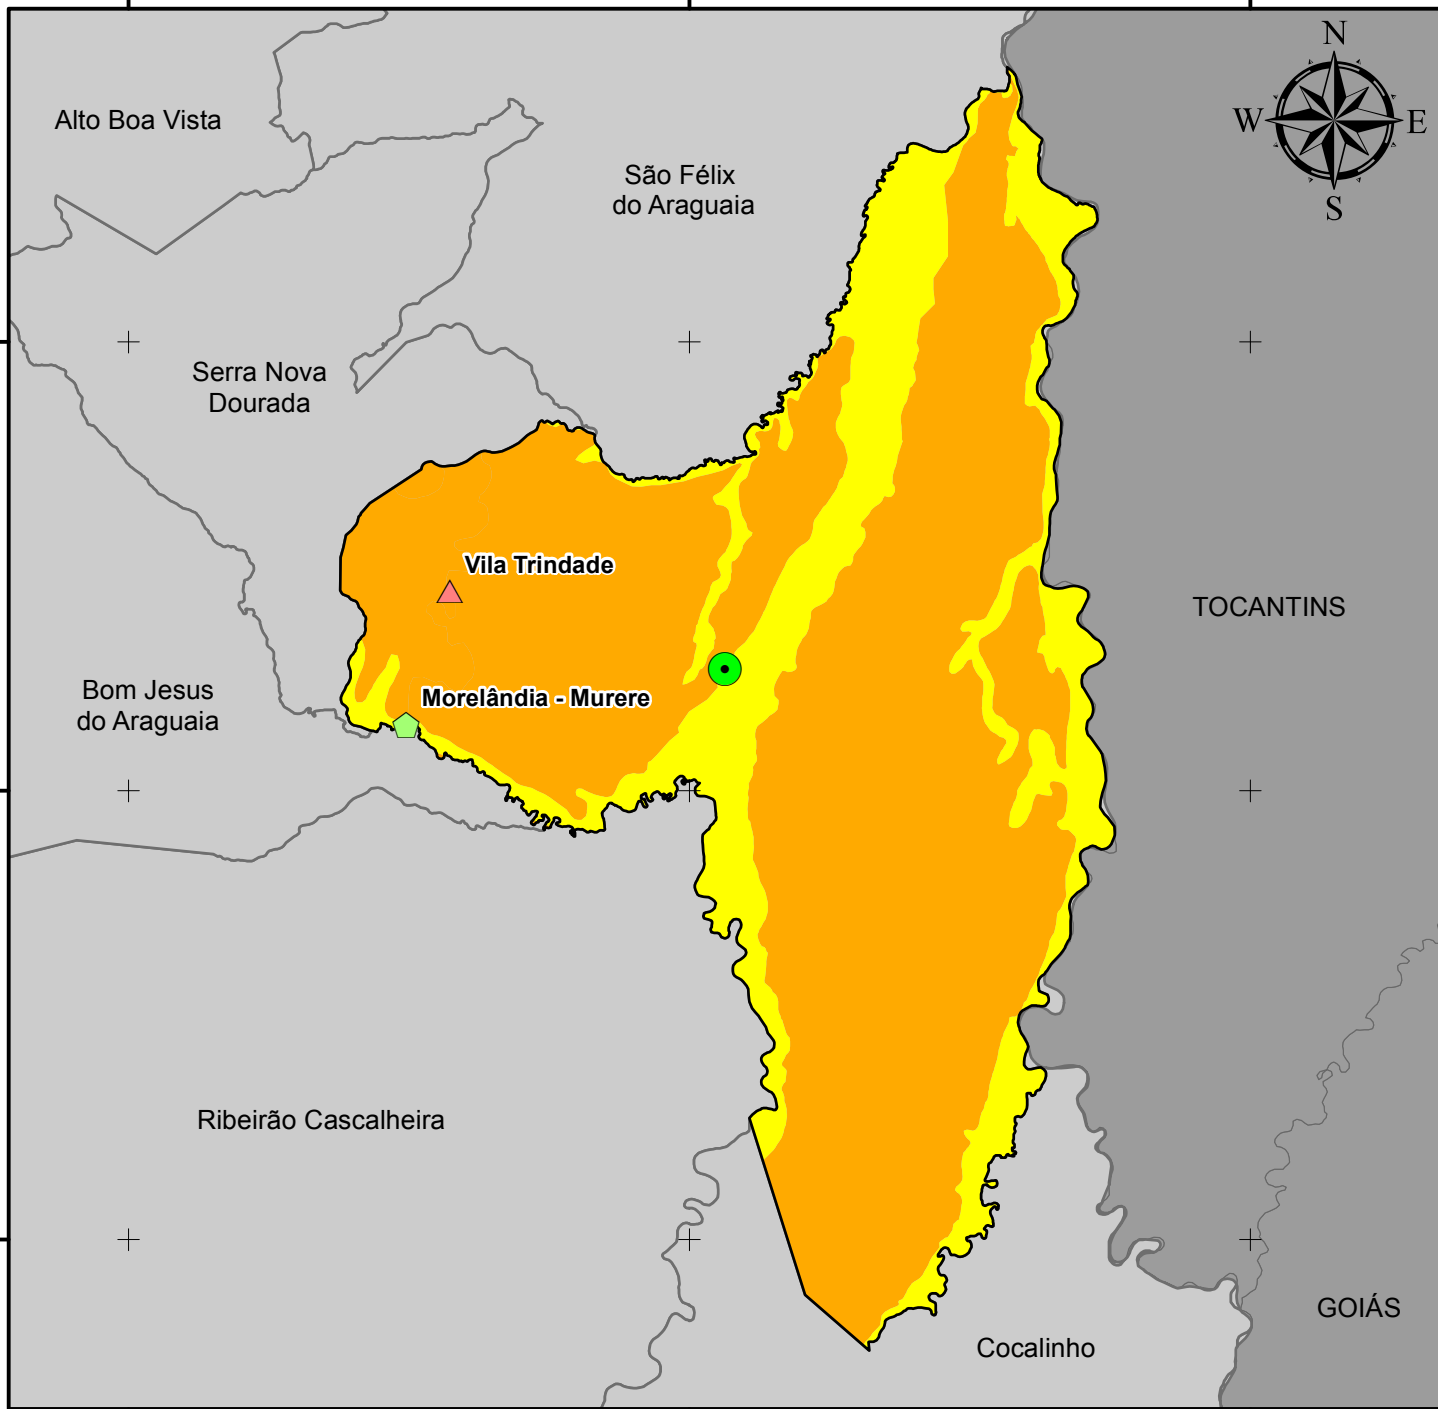 N
W
E
S
Alto Boa Vista
São Félix
do Araguaia
Serra Nova
Dourada
Vila Trindade
TOCANTINS
Bom Jesus
do Araguaia
Morelândia - Murere
Ribeirão Cascalheira
GOIÁS
Cocalinho